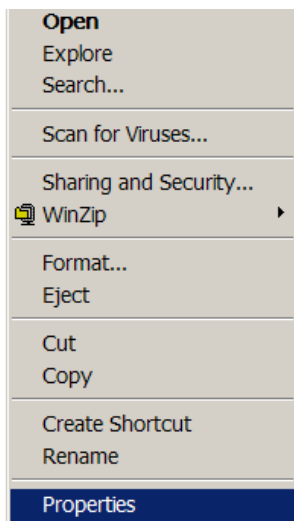 Open
Explore
Search...
Scan for Viruses...
Sharing and Security...
WinZip
Format...
Eject
Cut
Copy
Create Shortcut
Rename
Properties